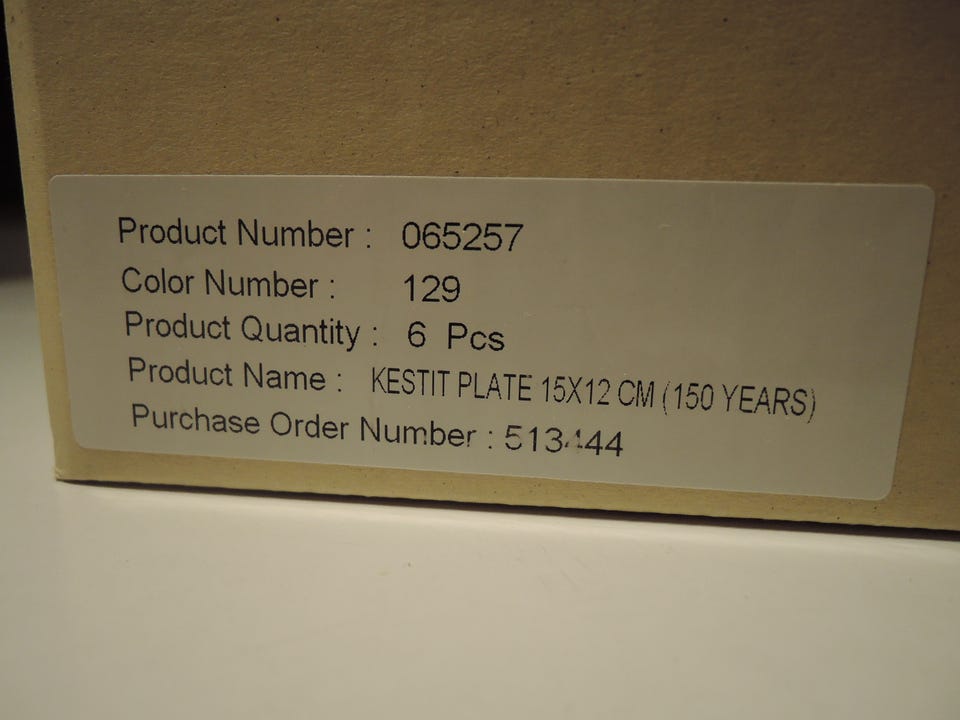 Product Number : 065257
Color Number : 129
Product Quantity : 6 Pcs
Product Name : KESTIT PLATE 15X12 CM (150 YEARS)
Purchase Order Number : 513444